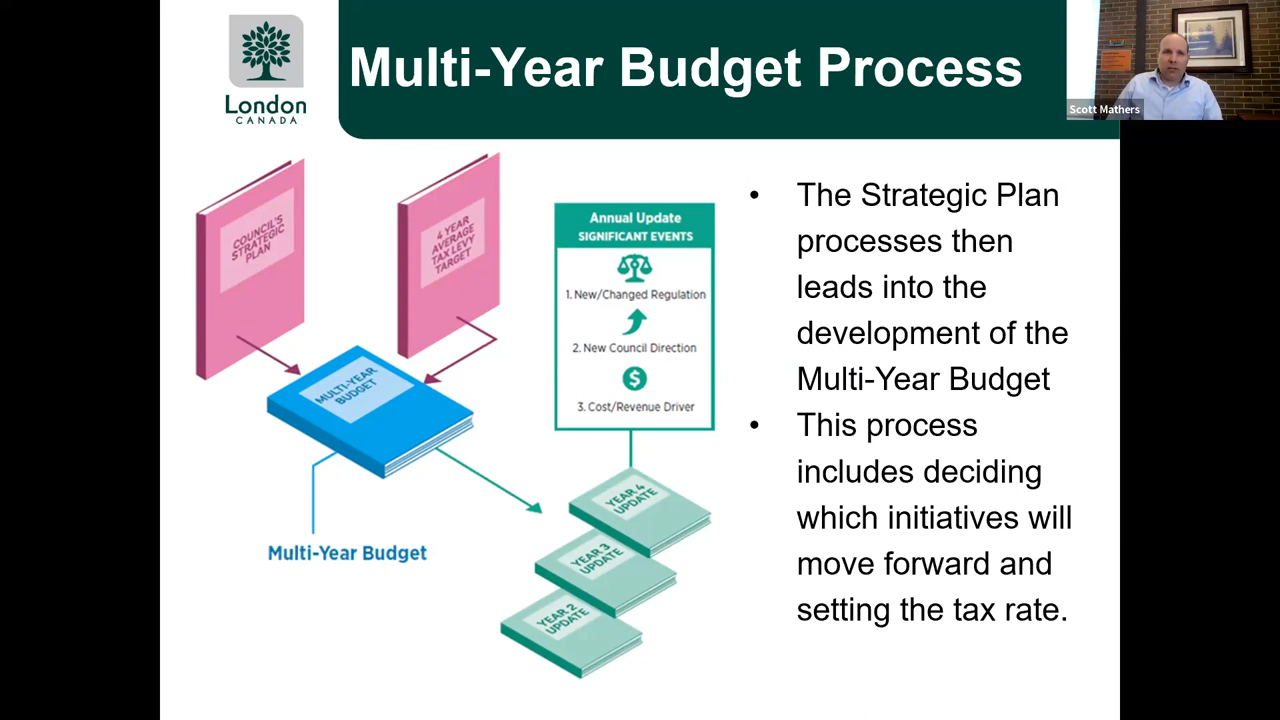 London
CANADA
Multi-Year Budget Process
Scott Mathers
COUNCIL'S
STRATEGIC
PLAN
4 YEAR
AVERAGE
TAX LEVY
TARGET
MULTI-YEAR
BUDGET
Multi-Year Budget
Annual Update
SIGNIFICANT EVENTS
1. New/Changed Regulation
2. New Council Direction
$
3. Cost/Revenue Driver
YEAR 4
UPDATE
YEAR 3
UPDATE
YEAR 2
UPDATE
• The Strategic Plan
processes then
leads into the
development of the
Multi-Year Budget
• This process
includes deciding
which initiatives will
move forward and
setting the tax rate.